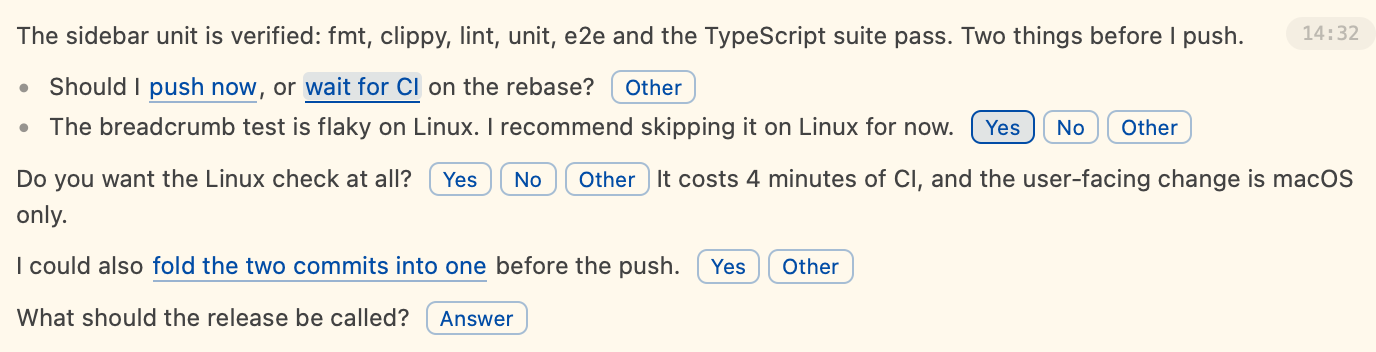 The sidebar unit is verified: fmt, clippy, lint, unit, e2e and the TypeScript suite pass. Two things before I push. 14:32
• Should I push now, or wait for CI on the rebase? Other
• The breadcrumb test is flaky on Linux. I recommend skipping it on Linux for now. Yes No Other
Do you want the Linux check at all? Yes No Other It costs 4 minutes of CI, and the user-facing change is macOS
only.
I could also fold the two commits into one before the push. Yes Other
What should the release be called? Answer